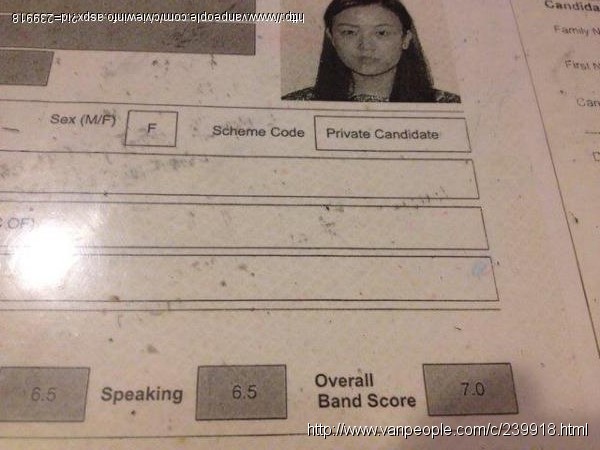 http://www.vanpeople.com/c/mviewinfo.aspx?id=239918
Candida
Family N
First N
Can
Sex (M/F)
F
Scheme Code
Private Candidate
C OF)
6.5
Speaking
6.5
Overall
Band Score
7.0
http://www.vanpeople.com/c/239918.html